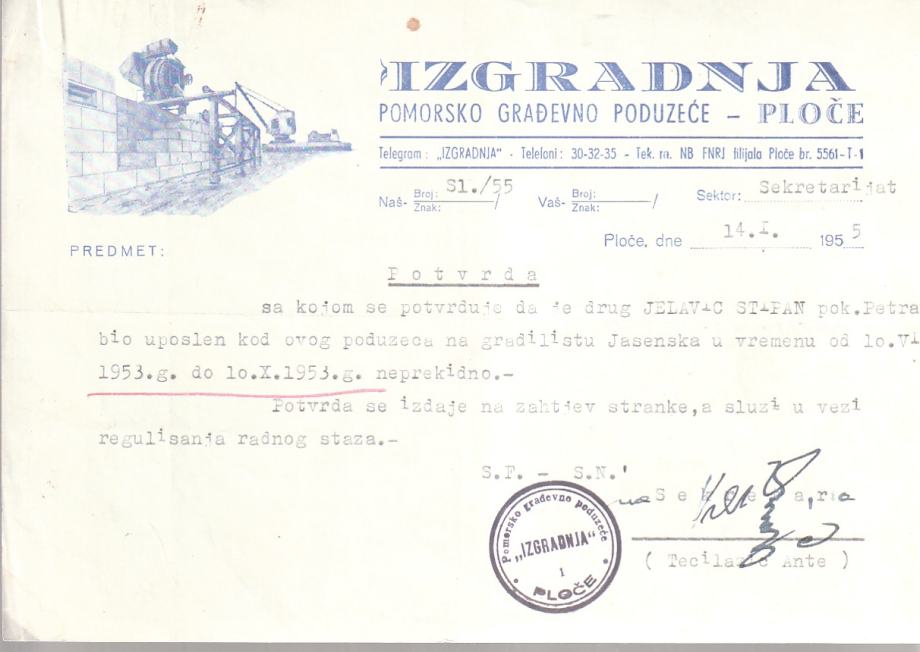 IZGRADNJA
POMORSKO GRAĐEVNO PODUZEĆE – PLOČE
Telegram: „IZGRADNJA" · Telefoni: 30-32-35 - Tek. rn. NB FNRJ filijala Ploče br. 5561-T-1
Naš- Broj: Sl./55 Znak: / Vaš- Broj: Znak: / Sektor: Sekretarijat
Ploče, dne 14.I. 1955
PREDMET:
Potvrda
sa kojom se potvrduje da je drug JELAVIC STIPAN pok.Petra
bio uposlen kod ovog poduzeca na gradilistu Jasenska u vremenu od lo.VI
1953.g. do lo.X.1953.g. neprekidno.-
Potvrda se izdaje na zahtjev stranke,a sluzi u vezi
regulisanja radnog staza.-
S.F. - S.N.'
Pomorsko građevno poduzeće
„IZGRADNJA"
1
PLOČE
( Ante )